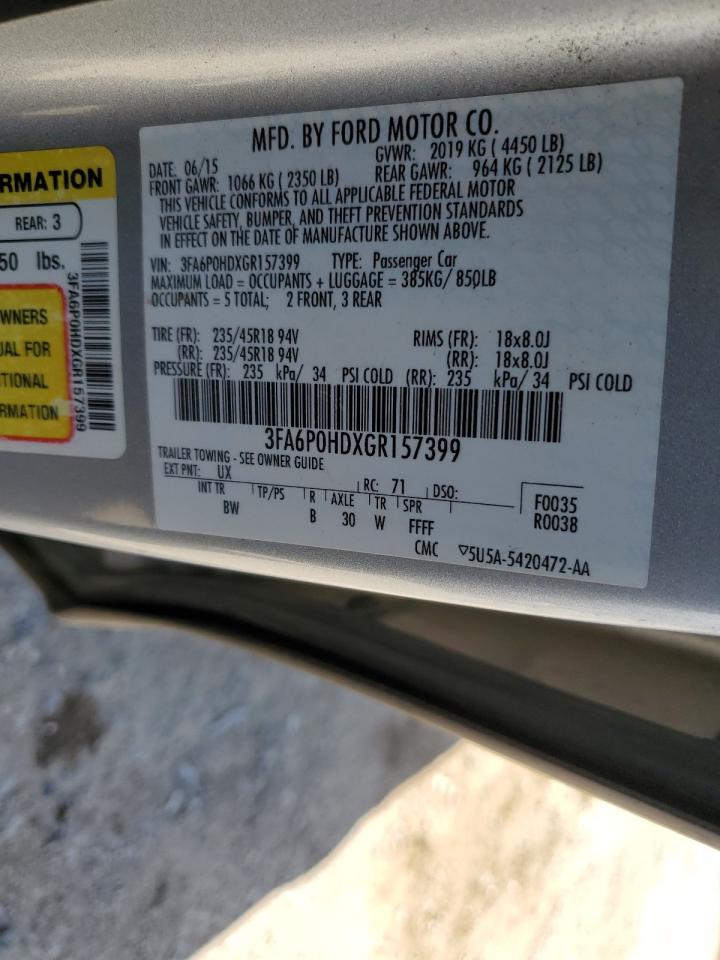 RMATION
REAR: 3
50 lbs.
WNERS
UAL FOR
ITIONAL
RMATION
3FA6P0HDXGR157399
MFD. BY FORD MOTOR CO.
DATE: 06/15 GVWR: 2019 KG ( 4450 LB)
FRONT GAWR: 1066 KG ( 2350 LB) REAR GAWR: 964 KG ( 2125 LB)
THIS VEHICLE CONFORMS TO ALL APPLICABLE FEDERAL MOTOR
VEHICLE SAFETY, BUMPER, AND THEFT PREVENTION STANDARDS
IN EFFECT ON THE DATE OF MANUFACTURE SHOWN ABOVE.
VIN: 3FA6P0HDXGR157399 TYPE: Passenger Car
MAXIMUM LOAD = OCCUPANTS + LUGGAGE = 385KG/ 850LB
OCCUPANTS = 5 TOTAL; 2 FRONT, 3 REAR
TIRE (FR): 235/45R18 94V RIMS (FR): 18x8.0J
(RR): 235/45R18 94V (RR): 18x8.0J
PRESSURE (FR): 235 kPa/ 34 PSI COLD (RR): 235 kPa/ 34 PSI COLD
3FA6P0HDXGR157399
TRAILER TOWING - SEE OWNER GUIDE
EXT PNT: UX RC: 71 DSO:
INT TR TP/PS R AXLE TR SPR F0035
BW B 30 W FFFF R0038
CMC ▽5U5A-5420472-AA